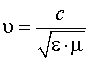 υ = c / √(ε · μ)